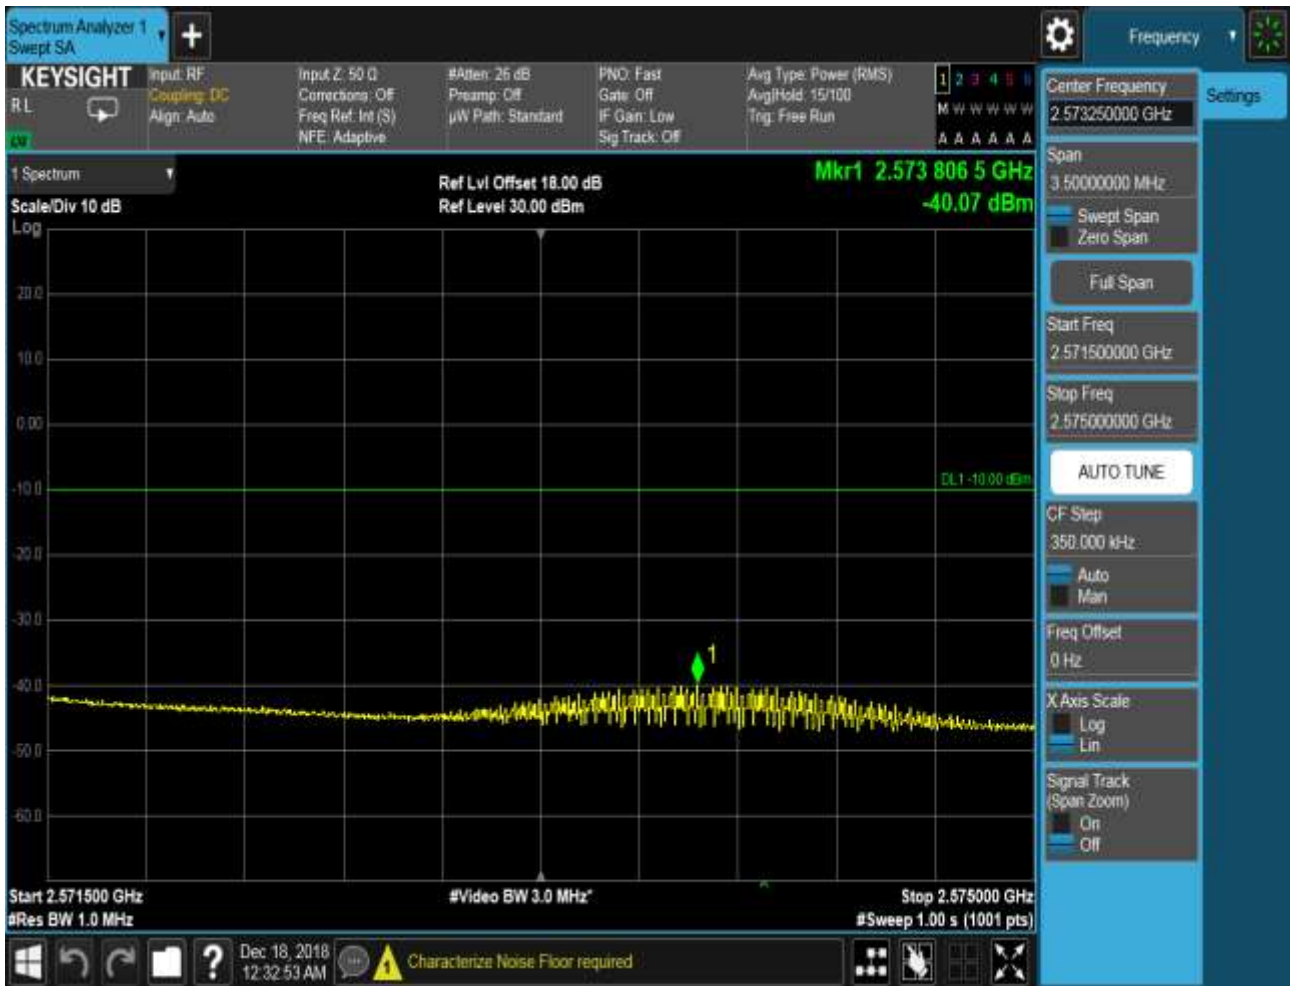 Spectrum Analyzer 1
Swept SA
Frequency
KEYSIGHT
Input: RF
Coupling: DC
Align: Auto
Input Z: 50 Ω
Corrections: Off
Freq Ref: Int (S)
NFE: Adaptive
#Atten: 26 dB
Preamp: Off
µW Path: Standard
PNO: Fast
Gate: Off
IF Gain: Low
Sig Track: Off
Avg Type: Power (RMS)
Avg|Hold: 15/100
Trig: Free Run
1 2 3 4 5 6
M W W W W W
A A A A A A
R L
1 Spectrum
Scale/Div 10 dB
Log
Ref Lvl Offset 18.00 dB
Ref Level 30.00 dBm
Mkr1 2.573 806 5 GHz
-40.07 dBm
20.0
10.0
0.00
-10.0
DL1 -10.00 dBm
-20.0
-30.0
1
-40.0
-50.0
-60.0
Start 2.571500 GHz
#Video BW 3.0 MHz*
Stop 2.575000 GHz
#Res BW 1.0 MHz
#Sweep 1.00 s (1001 pts)
Center Frequency
2.573250000 GHz
Settings
Span
3.50000000 MHz
Swept Span
Zero Span
Full Span
Start Freq
2.571500000 GHz
Stop Freq
2.575000000 GHz
AUTO TUNE
CF Step
350.000 kHz
Auto
Man
Freq Offset
0 Hz
X Axis Scale
Log
Lin
Signal Track
(Span Zoom)
On
Off
?
Dec 18, 2018
12:32:53 AM
1
Characterize Noise Floor required